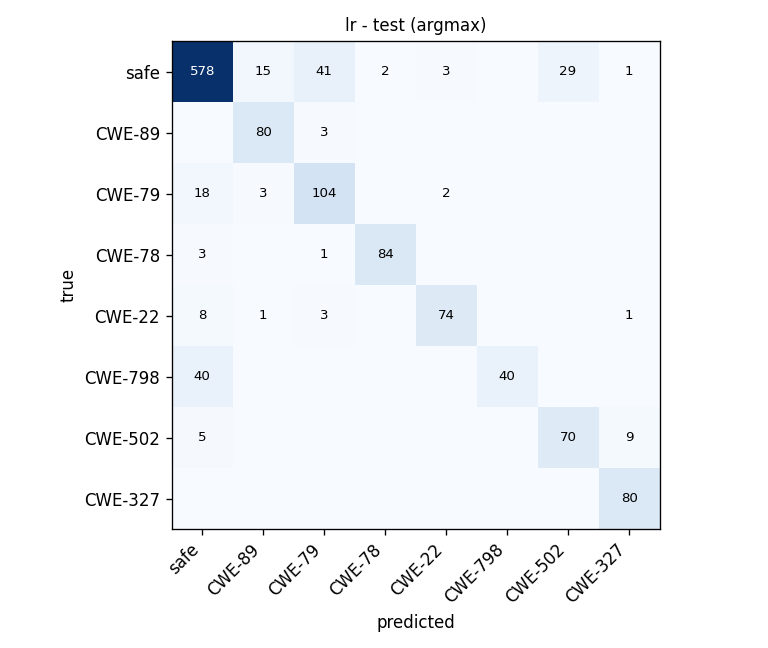 lr - test (argmax)
safe 578 15 41 2 3 29 1
CWE-89 80 3
CWE-79 18 3 104 2
CWE-78 3 1 84
CWE-22 8 1 3 74 1
CWE-798 40 40
CWE-502 5 70 9
CWE-327 80
true
safe CWE-89 CWE-79 CWE-78 CWE-22 CWE-798 CWE-502 CWE-327
predicted